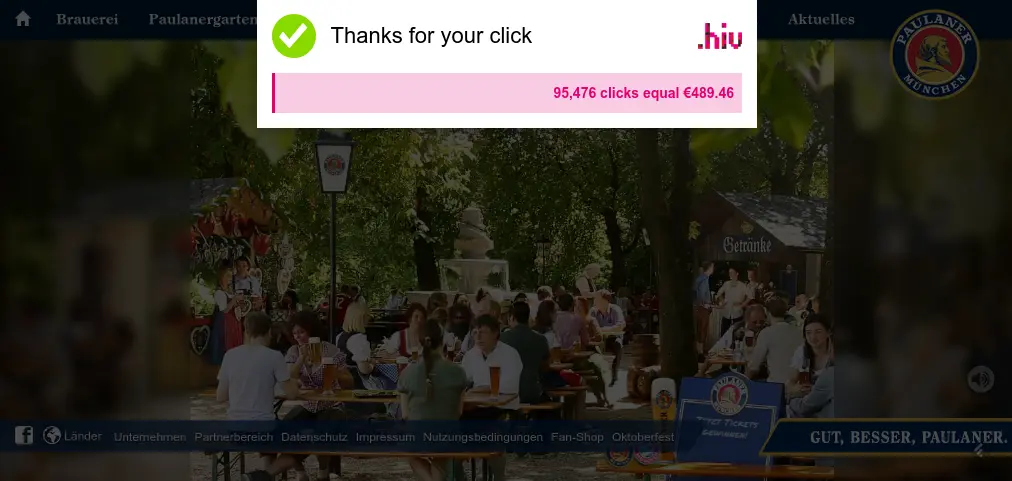 Brauerei
Paulanergarten
Thanks for your click
.hiv
Aktuelles
95,476 clicks equal €489.46
PAULANER
MÜNCHEN
Getränke
Länder
Unternehmen
Partnerbereich
Datenschutz
Impressum
Nutzungsbedingungen
Fan-Shop
Oktoberfest
GUT, BESSER, PAULANER.